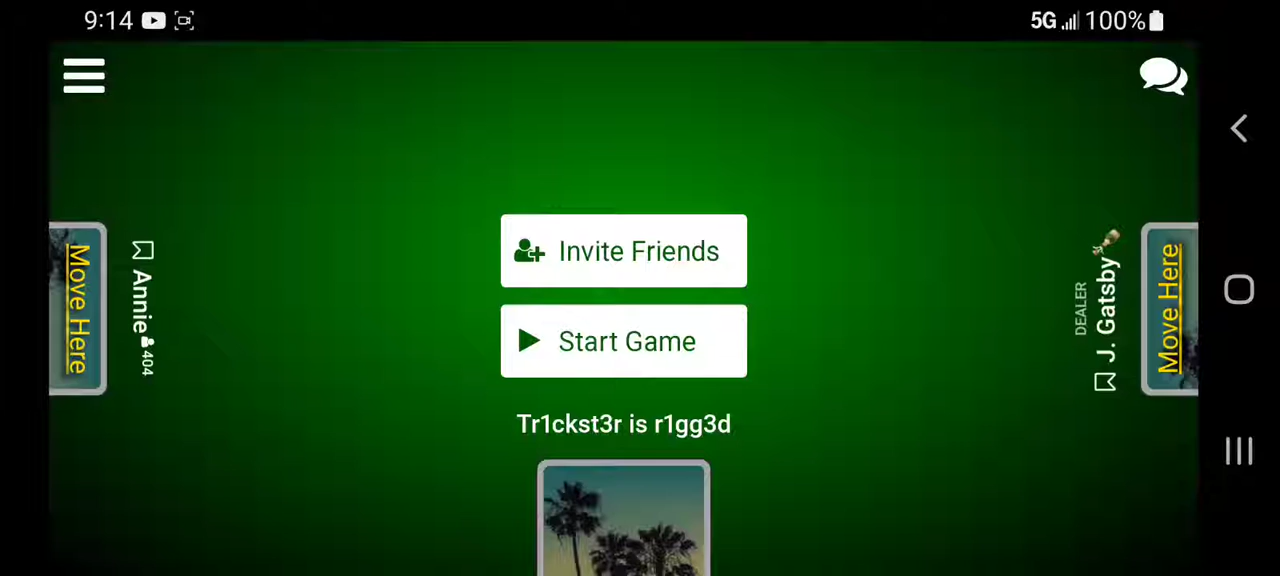 9:14
5G 100%
Invite Friends
Start Game
Tr1ckst3r is r1gg3d
Move Here
Annie 404
DEALER
J. Gatsby
Move Here